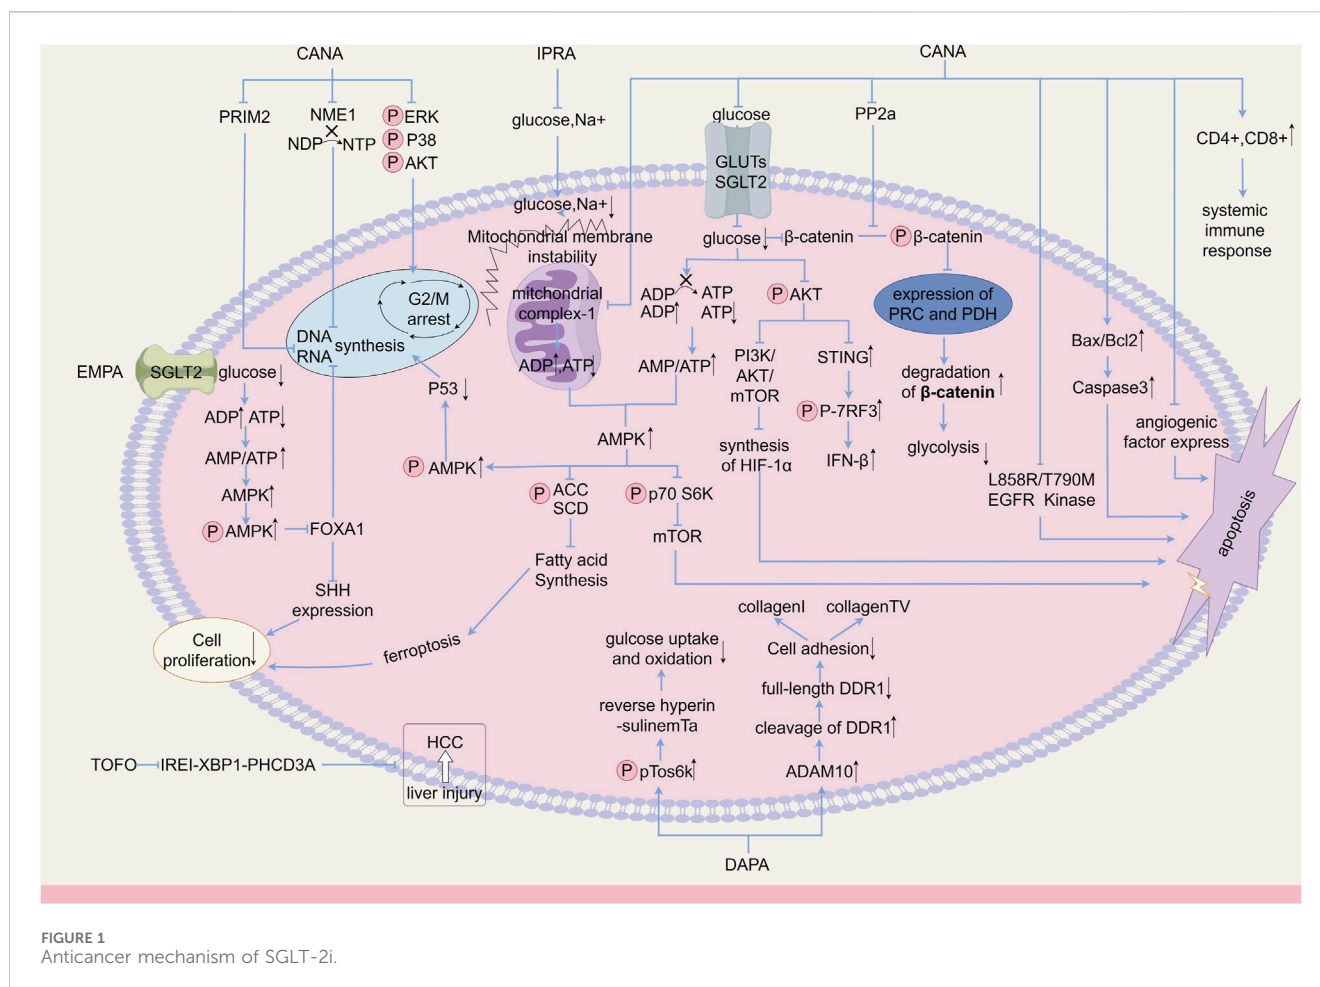 CANA
IPRA
CANA
PRIM2
NME1
NDP
NTP
P ERK
P P38
P AKT
glucose,Na+
glucose
PP2a
CD4+,CD8+↑
systemic
immune
response
GLUTs
SGLT2
glucose,Na+↓
Mitochondrial membrane
instability
glucose↓
β-catenin
P β-catenin
G2/M
arrest
DNA
RNA
synthesis
mitchondrial
complex-1
ADP↑,ATP↓
ADP
ATP
ADP↑
ATP↓
AMP/ATP↑
P AKT
expression of
PRC and PDH
PI3K/
AKT/
mTOR
STING↑
P P-7RF3↑
IFN-β↑
synthesis
of HIF-1α
degradation
of β-catenin↑
glycolysis↓
Bax/Bcl2↑
Caspase3↑
angiogenic
factor express
L858R/T790M
EGFR Kinase
apoptosis
EMPA
SGLT2
glucose↓
ADP↑ ATP↓
AMP/ATP↑
AMPK↑
P AMPK↑
FOXA1
SHH
expression
P53↓
P AMPK↑
AMPK↑
P ACC
SCD
P p70 S6K
mTOR
Fatty acid
Synthesis
ferroptosis
Cell
proliferation↓
gulcose uptake
and oxidation↓
reverse hyperin
-sulinemTa
P pTos6k↑
collagenI
collagenTV
Cell adhesion↓
full-length DDR1↓
cleavage of DDR1↑
ADAM10↑
TOFO
IREI-XBP1-PHCD3A
HCC
liver injury
DAPA
FIGURE 1
Anticancer mechanism of SGLT-2i.